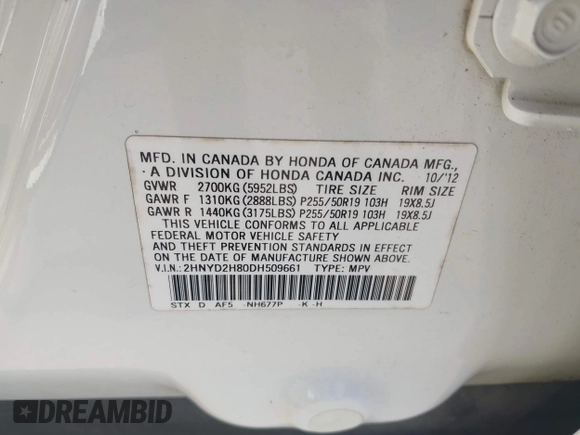 MFD. IN CANADA BY HONDA OF CANADA MFG.,
A DIVISION OF HONDA CANADA INC. 10/'12
GVWR 2700KG(5952LBS) TIRE SIZE RIM SIZE
GAWR F 1310KG(2888LBS) P255/50R19 103H 19X8.5J
GAWR R 1440KG(3175LBS) P255/50R19 103H 19X8.5J
THIS VEHICLE CONFORMS TO ALL APPLICABLE
FEDERAL MOTOR VEHICLE SAFETY
AND THEFT PREVENTION STANDARDS IN EFFECT
ON THE DATE OF MANUFACTURE SHOWN ABOVE.
V.I.N.: 2HNYD2H80DH509661 TYPE: MPV
STX D AF5 -NH677P -K -H
DREAMBID